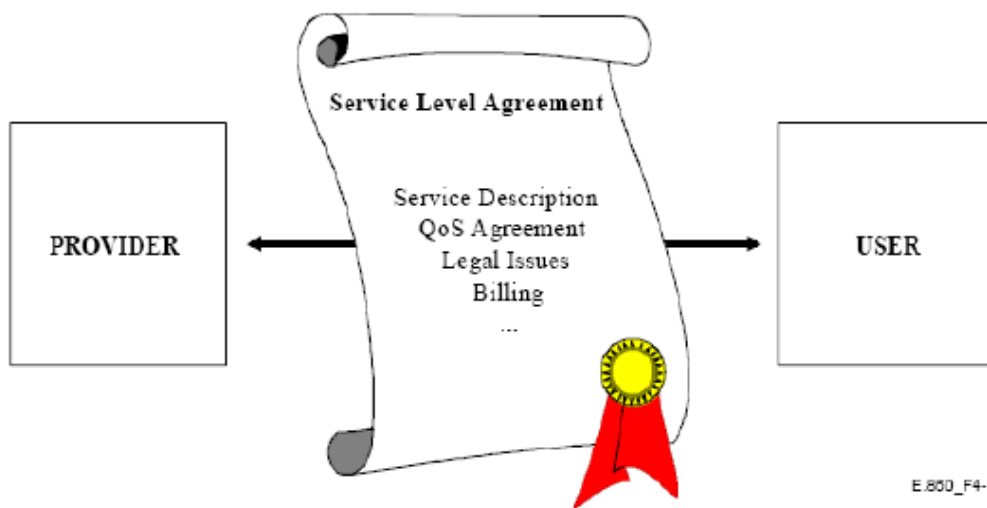 Service Level Agreement
PROVIDER
Service Description
QoS Agreement
Legal Issues
Billing
...
USER
E.860_F4-